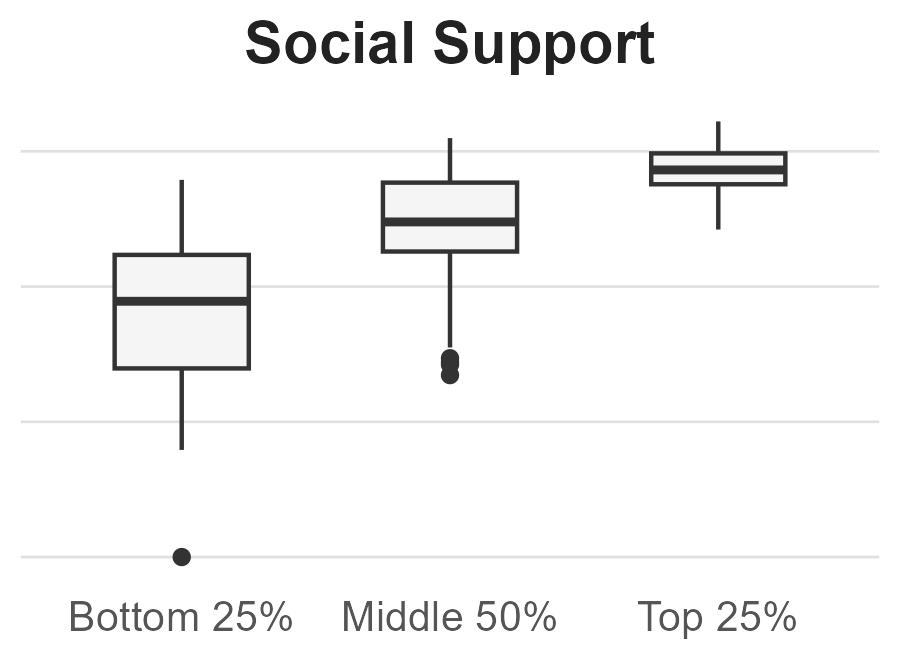 Social Support
Bottom 25%
Middle 50%
Top 25%